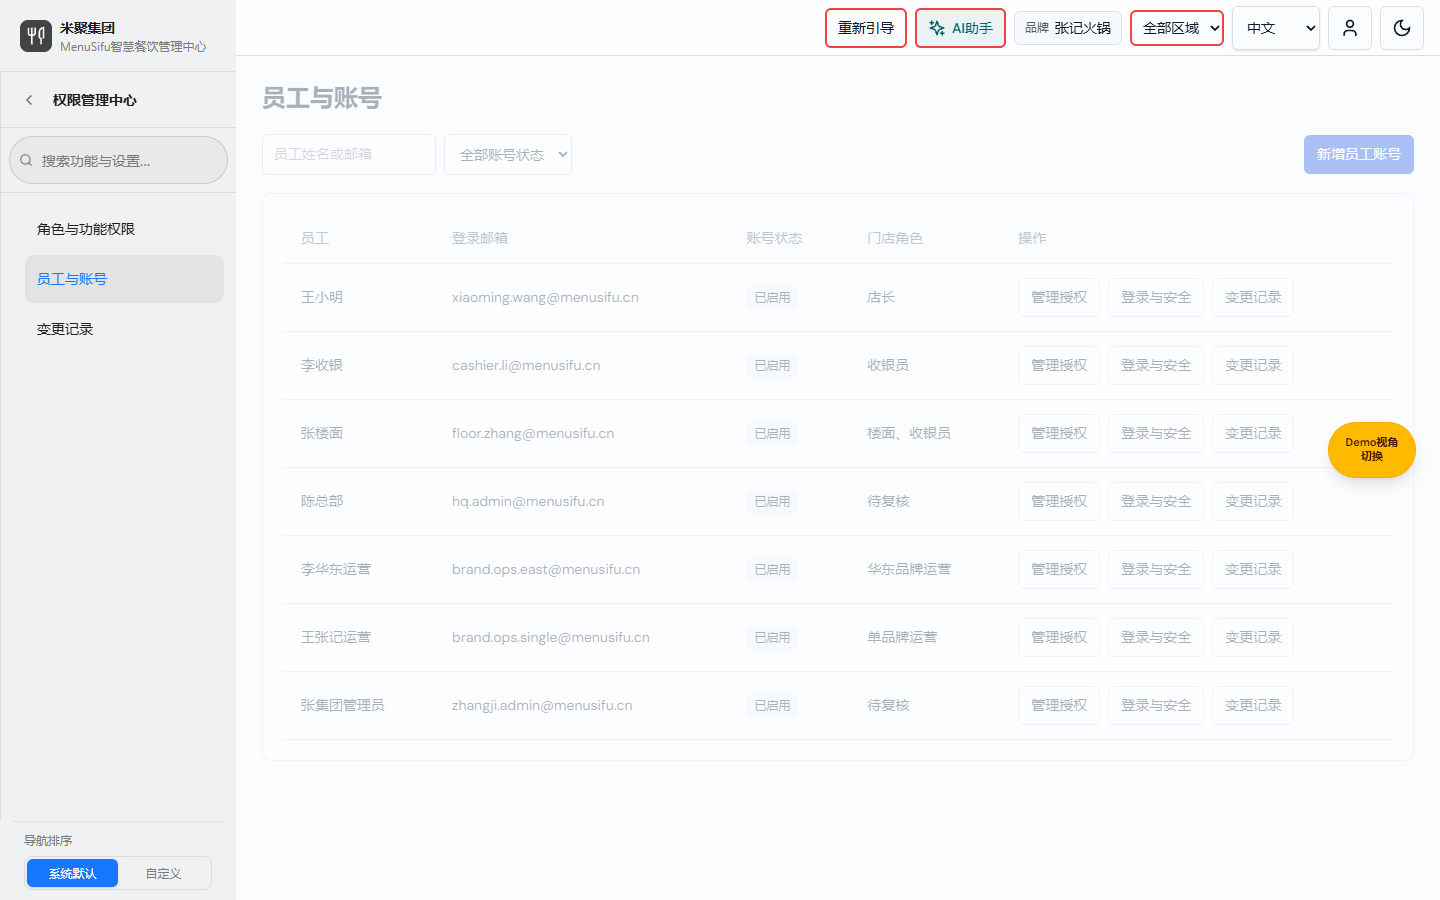 米聚集团
MenuSifu智慧餐饮管理中心
重新引导
AI助手
品牌 张记火锅
全部区域
中文
权限管理中心
搜索功能与设置...
角色与功能权限
员工与账号
变更记录
导航排序
系统默认
自定义
员工与账号
员工姓名或邮箱
全部账号状态
新增员工账号
员工 登录邮箱 账号状态 门店角色 操作
王小明 xiaoming.wang@menusifu.cn 已启用 店长 管理授权 登录与安全 变更记录
李收银 cashier.li@menusifu.cn 已启用 收银员 管理授权 登录与安全 变更记录
张楼面 floor.zhang@menusifu.cn 已启用 楼面、收银员 管理授权 登录与安全 变更记录
陈总部 hq.admin@menusifu.cn 已启用 待复核 管理授权 登录与安全 变更记录
李华东运营 brand.ops.east@menusifu.cn 已启用 华东品牌运营 管理授权 登录与安全 变更记录
王张记运营 brand.ops.single@menusifu.cn 已启用 单品牌运营 管理授权 登录与安全 变更记录
张集团管理员 zhangji.admin@menusifu.cn 已启用 待复核 管理授权 登录与安全 变更记录
Demo视角
切换